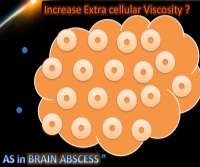 Increase Extra cellular Viscosity ?
AS in BRAIN ABSCESS "